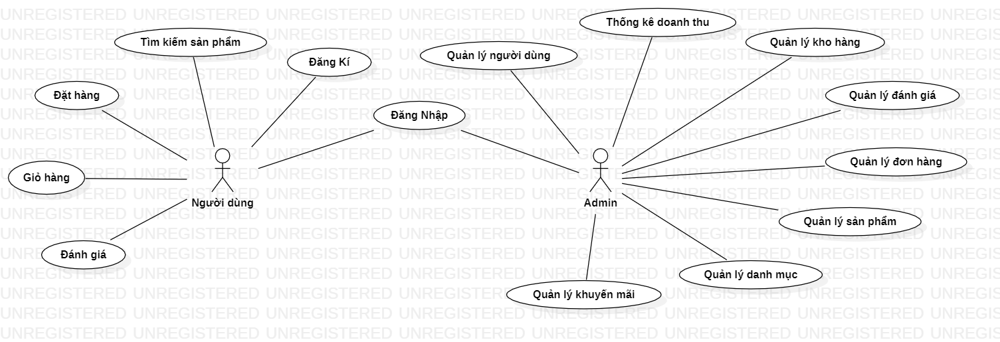 Thống kê doanh thu
Tìm kiếm sản phẩm
Quản lý người dùng
Quản lý kho hàng
Đăng Kí
Đặt hàng
Quản lý đánh giá
Đăng Nhập
Quản lý đơn hàng
Giỏ hàng
Người dùng
Admin
Quản lý sản phẩm
Đánh giá
Quản lý danh mục
Quản lý khuyến mãi
UNREGISTERED